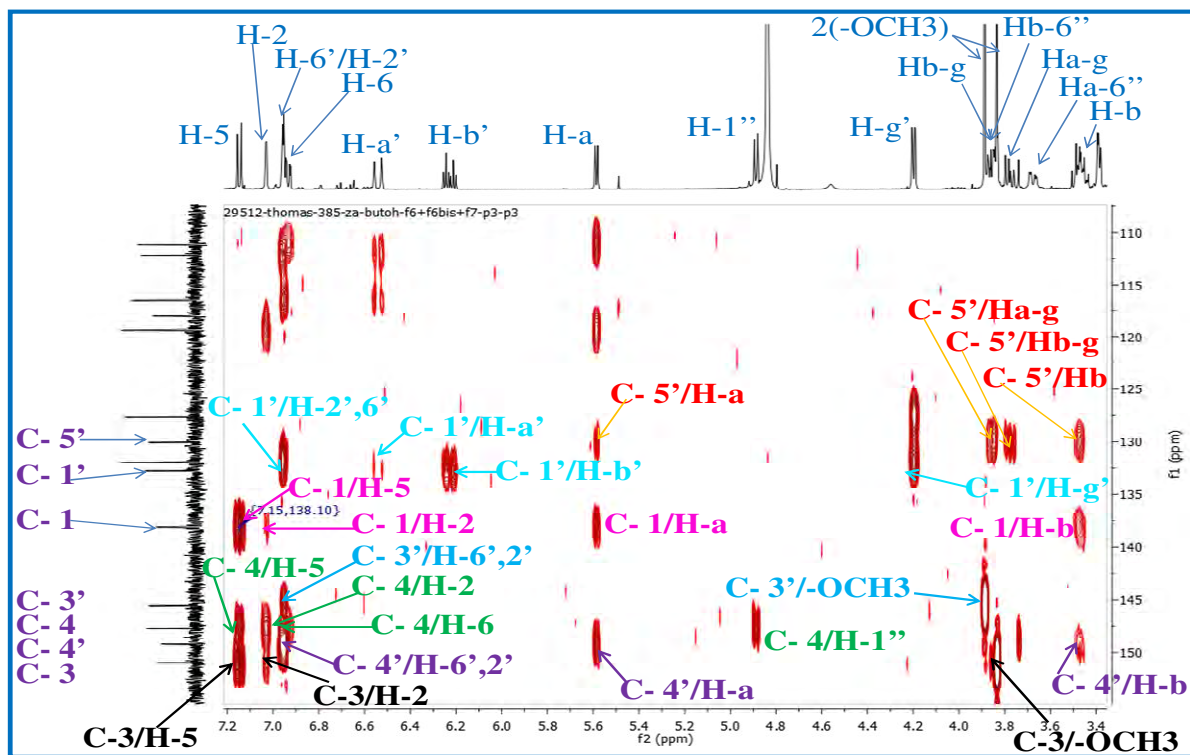 H-2
H-6’/H-2’
H-6
H-5
H-a’
H-b’
H-a
H-1’’
H-g’
2(-OCH3)
Hb-g
Hb-6’’
Ha-g
Ha-6’’
H-b
29512-thomas-385-za-butoh-f6+f6bis+f7-p3-p3
C- 5’/Ha-g
C- 5’/Hb-g
C- 5’/Hb
C- 5’/H-a
C- 1’/H-2’,6’
C- 1’/H-a’
C- 1’/H-b’
C- 1’/H-g’
C- 1/H-5
{7.15,138.10}
C- 1/H-2
C- 1/H-a
C- 1/H-b
C- 4/H-5
C- 3’/H-6’,2’
C- 4/H-2
C- 4/H-6
C- 3’/-OCH3
C- 4/H-1’’
C- 4’/H-6’,2’
C-3/H-2
C- 4’/H-a
C- 4’/H-b
C-3/H-5
C-3/-OCH3
C- 5’
C- 1’
C- 1
C- 3’
C- 4
C- 4’
C- 3
110
115
120
125
130
135
140
145
150
f1 (ppm)
7.2 7.0 6.8 6.6 6.4 6.2 6.0 5.8 5.6 5.4 5.2 5.0 4.8 4.6 4.4 4.2 4.0 3.8 3.6 3.4
f2 (ppm)